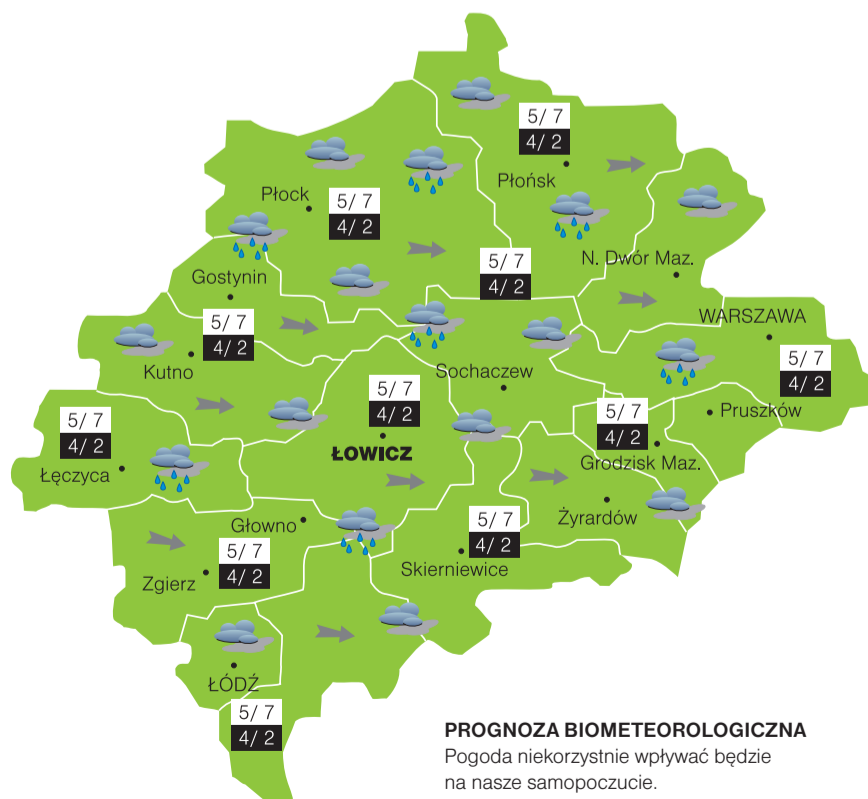 5/ 7
4/ 2
Płońsk
Płock
5/ 7
4/ 2
N. Dwór Maz.
5/ 7
4/ 2
Gostynin
WARSZAWA
5/ 7
4/ 2
Kutno
5/ 7
4/ 2
Sochaczew
5/ 7
4/ 2
ŁOWICZ
Pruszków
5/ 7
4/ 2
Grodzisk Maz.
5/ 7
4/ 2
Łęczyca
Żyrardów
Głowno
5/ 7
4/ 2
Skierniewice
5/ 7
4/ 2
Zgierz
ŁÓDŹ
5/ 7
4/ 2
PROGNOZA BIOMETEOROLOGICZNA
Pogoda niekorzystnie wpływać będzie
na nasze samopoczucie.